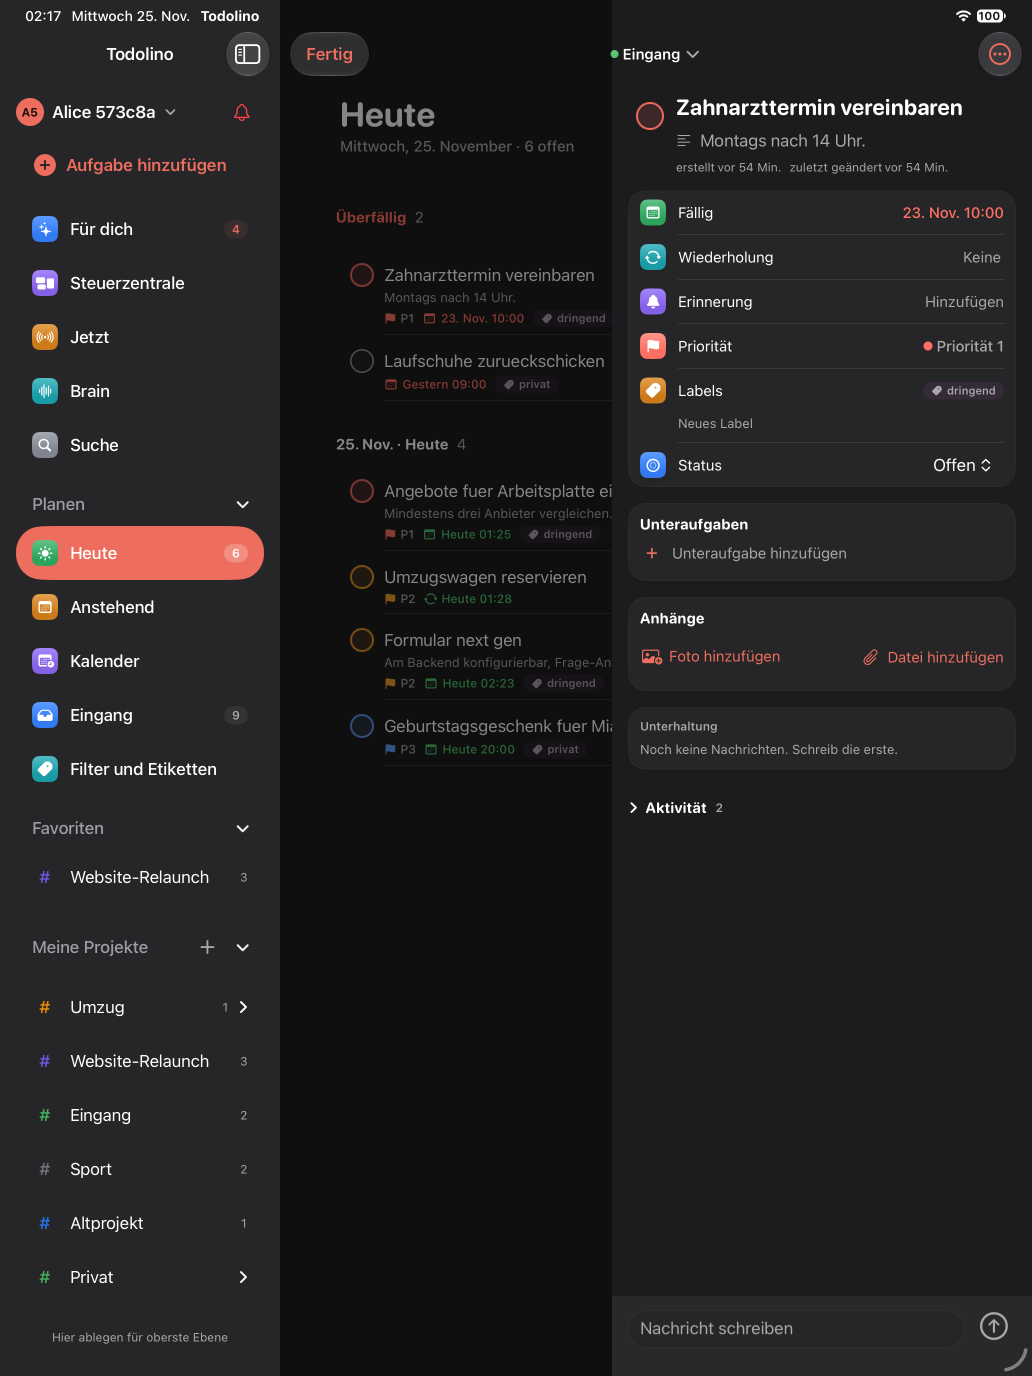 02:17 Mittwoch 25. Nov. Todolino
100
Todolino
A5 Alice 573c8a
Aufgabe hinzufügen
Für dich 4
Steuerzentrale
Jetzt
Brain
Suche
Planen
Heute 6
Anstehend
Kalender
Eingang 9
Filter und Etiketten
Favoriten
# Website-Relaunch 3
Meine Projekte
# Umzug 1
# Website-Relaunch 3
# Eingang 2
# Sport 2
# Altprojekt 1
# Privat
Hier ablegen für oberste Ebene
Fertig
Heute
Mittwoch, 25. November · 6 offen
Überfällig 2
Zahnarzttermin vereinbaren
Montags nach 14 Uhr.
P1 23. Nov. 10:00 dringend
Laufschuhe zurueckschicken
Gestern 09:00 privat
25. Nov. · Heute 4
Angebote fuer Arbeitsplatte ei
Mindestens drei Anbieter vergleichen.
P1 Heute 01:25 dringend
Umzugswagen reservieren
P2 Heute 01:28
Formular next gen
Am Backend konfigurierbar, Frage-An
P2 Heute 02:23 dringend
Geburtstagsgeschenk fuer Mia
P3 Heute 20:00 privat
Eingang
Zahnarzttermin vereinbaren
Montags nach 14 Uhr.
erstellt vor 54 Min. zuletzt geändert vor 54 Min.
Fällig 23. Nov. 10:00
Wiederholung Keine
Erinnerung Hinzufügen
Priorität Priorität 1
Labels dringend
Neues Label
Status Offen
Unteraufgaben
Unteraufgabe hinzufügen
Anhänge
Foto hinzufügen Datei hinzufügen
Unterhaltung
Noch keine Nachrichten. Schreib die erste.
Aktivität 2
Nachricht schreiben